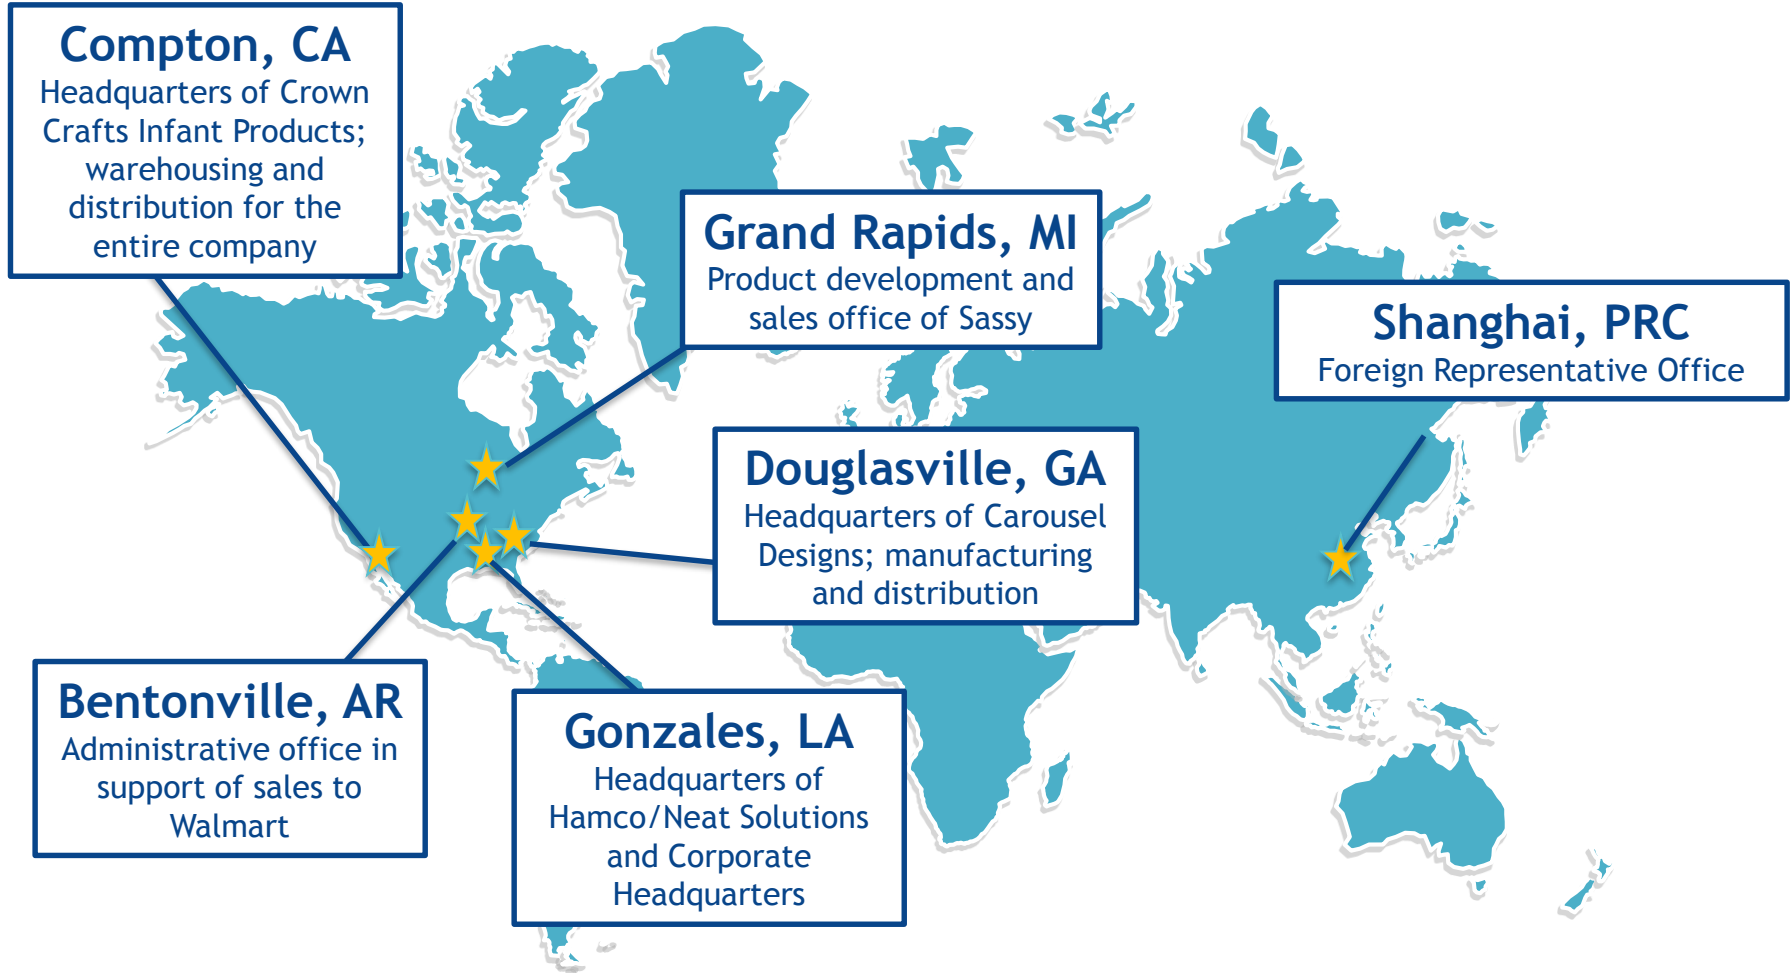 Compton, CA
Headquarters of Crown
Crafts Infant Products;
warehousing and
distribution for the
entire company
Grand Rapids, MI
Product development and
sales office of Sassy
Shanghai, PRC
Foreign Representative Office
Douglasville, GA
Headquarters of Carousel
Designs; manufacturing
and distribution
Bentonville, AR
Administrative office in
support of sales to
Walmart
Gonzales, LA
Headquarters of
Hamco/Neat Solutions
and Corporate
Headquarters